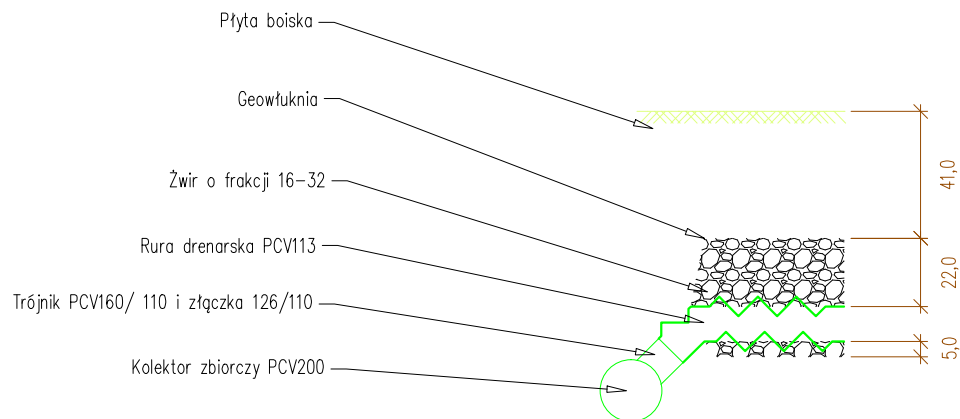 Płyta boiska
Geowłuknia
Żwir o frakcji 16-32
Rura drenarska PCV113
Trójnik PCV160/ 110 i złączka 126/110
Kolektor zbiorczy PCV200
41,0
22,0
5,0